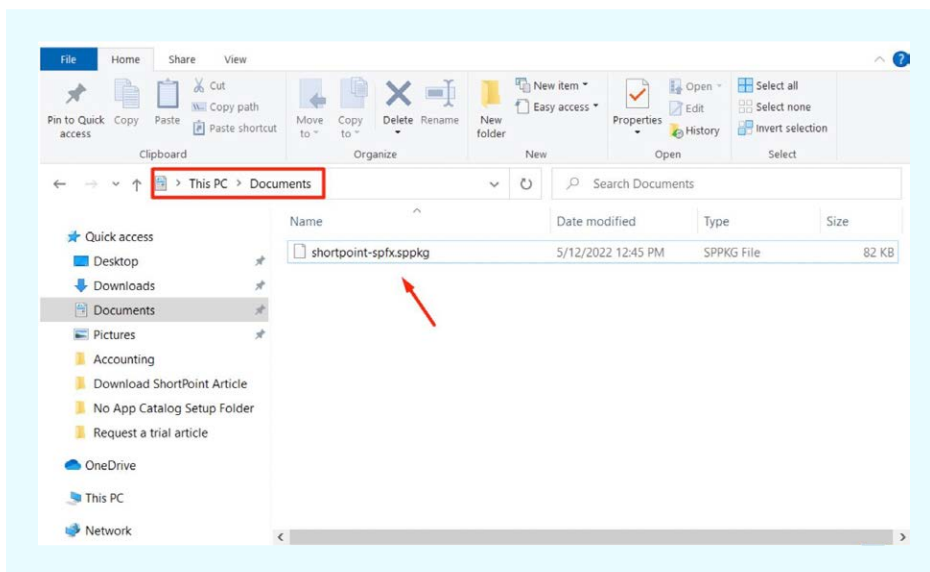 File Home Share View
Pin to Quick access
Copy
Paste
Cut
Copy path
Paste shortcut
Clipboard
Move to
Copy to
Delete
Rename
Organize
New folder
New item
Easy access
New
Properties
Open
Edit
History
Open
Select all
Select none
Invert selection
Select
This PC > Documents
Search Documents
Name Date modified Type Size
shortpoint-spfx.sppkg 5/12/2022 12:45 PM SPPKG File 82 KB
Quick access
Desktop
Downloads
Documents
Pictures
Accounting
Download ShortPoint Article
No App Catalog Setup Folder
Request a trial article
OneDrive
This PC
Network